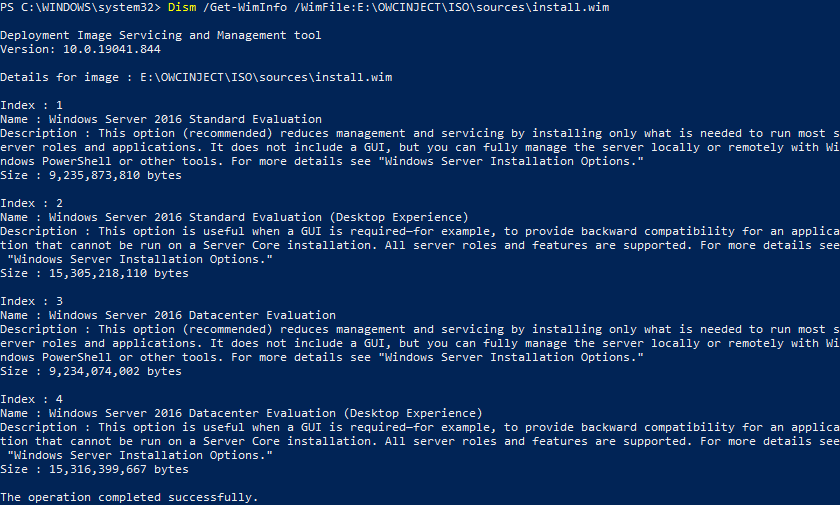 PS C:\WINDOWS\system32> Dism /Get-WimInfo /WimFile:E:\OWCINJECT\ISO\sources\install.wim
Deployment Image Servicing and Management tool
Version: 10.0.19041.844
Details for image : E:\OWCINJECT\ISO\sources\install.wim
Index : 1
Name : Windows Server 2016 Standard Evaluation
Description : This option (recommended) reduces management and servicing by installing only what is needed to run most s
erver roles and applications. It does not include a GUI, but you can fully manage the server locally or remotely with Wi
ndows PowerShell or other tools. For more details see "Windows Server Installation Options."
Size : 9,235,873,810 bytes
Index : 2
Name : Windows Server 2016 Standard Evaluation (Desktop Experience)
Description : This option is useful when a GUI is required—for example, to provide backward compatibility for an applica
tion that cannot be run on a Server Core installation. All server roles and features are supported. For more details see
 "Windows Server Installation Options."
Size : 15,305,218,110 bytes
Index : 3
Name : Windows Server 2016 Datacenter Evaluation
Description : This option (recommended) reduces management and servicing by installing only what is needed to run most s
erver roles and applications. It does not include a GUI, but you can fully manage the server locally or remotely with Wi
ndows PowerShell or other tools. For more details see "Windows Server Installation Options."
Size : 9,234,074,002 bytes
Index : 4
Name : Windows Server 2016 Datacenter Evaluation (Desktop Experience)
Description : This option is useful when a GUI is required—for example, to provide backward compatibility for an applica
tion that cannot be run on a Server Core installation. All server roles and features are supported. For more details see
 "Windows Server Installation Options."
Size : 15,316,399,667 bytes
The operation completed successfully.